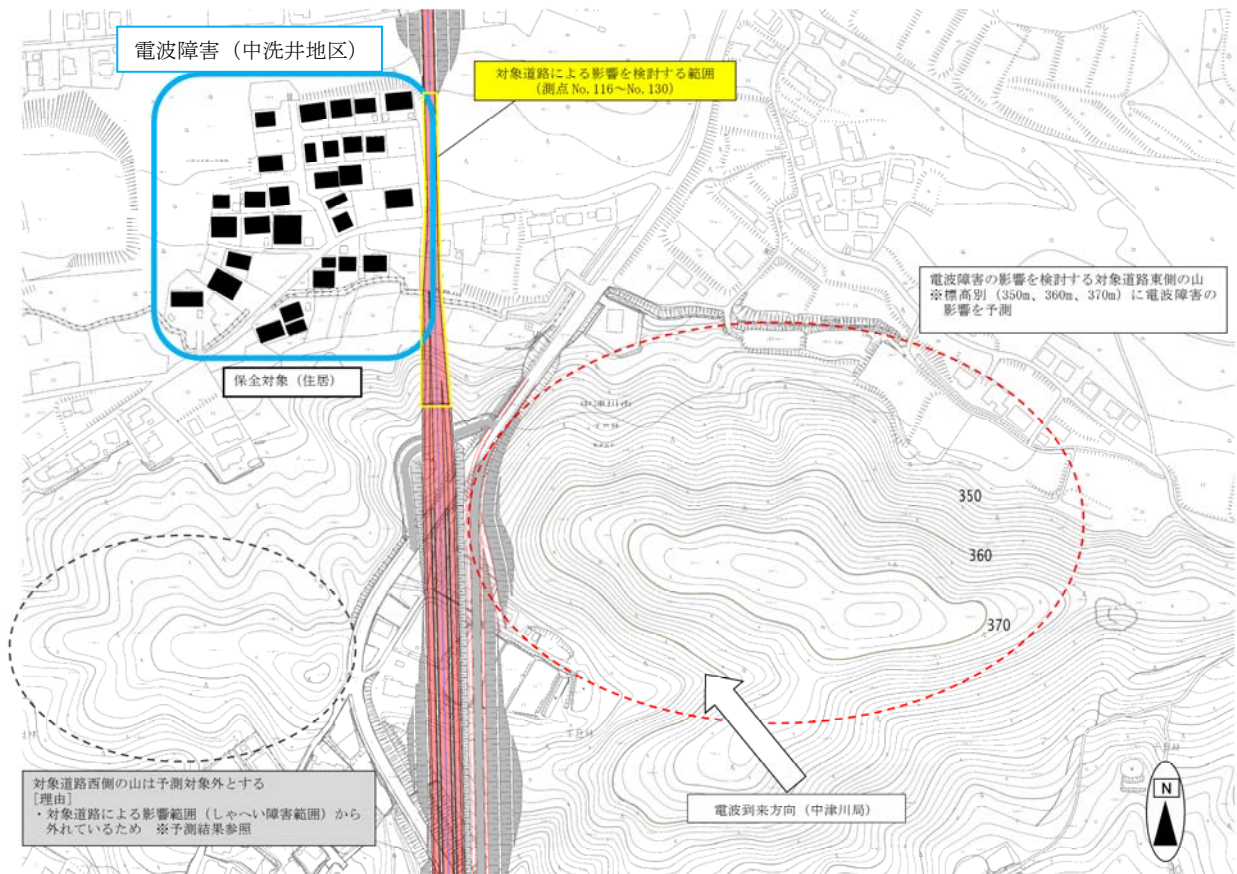 電波障害（中洗井地区）
対象道路による影響を検討する範囲
（測点 No.116～No.130）
電波障害の影響を検討する対象道路東側の山
※標高別（350m、360m、370m）に電波障害の
影響を予測
保全対象（住居）
350
360
370
対象道路西側の山は予測対象外とする
[理由]
・対象道路による影響範囲（しゃへい障害範囲）から
外れているため　※予測結果参照
電波到来方向（中津川局）
N